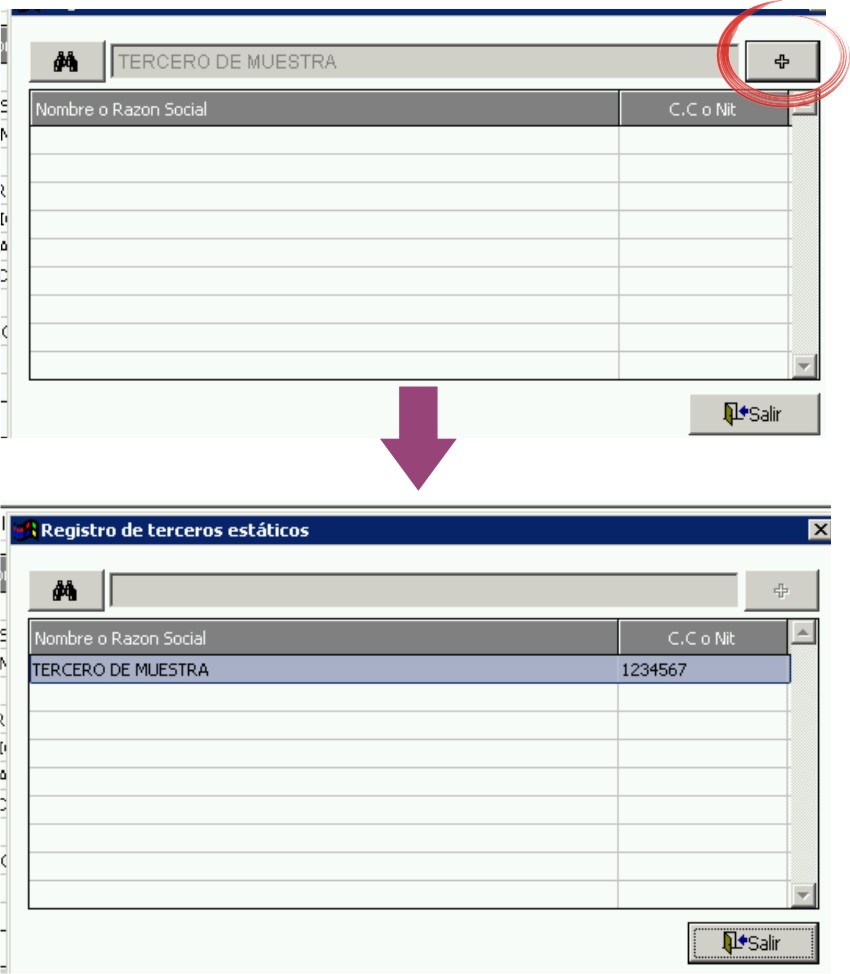 TERCERO DE MUESTRA
Nombre o Razon Social C.C o Nit
Salir
Registro de terceros estáticos
Nombre o Razon Social C.C o Nit
TERCERO DE MUESTRA 1234567
Salir